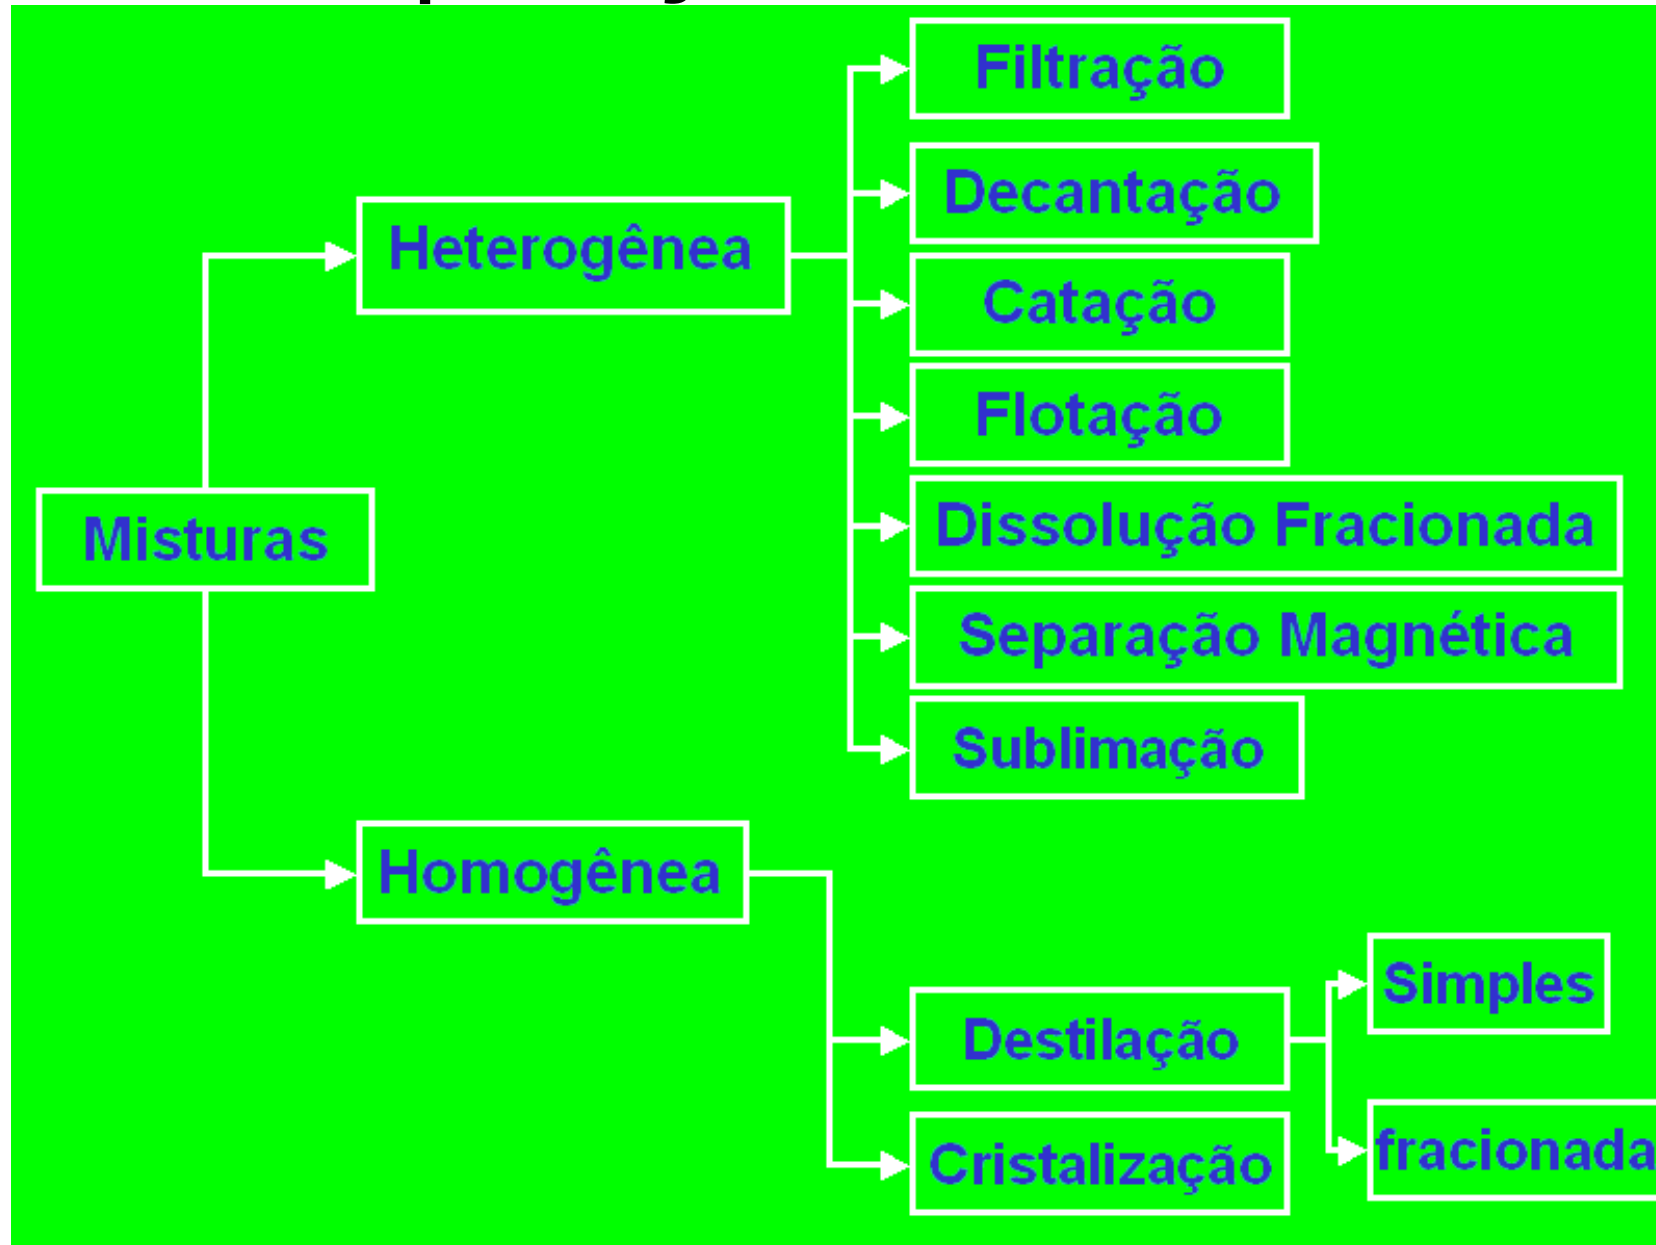 Filtração
Decantação
Heterogênea
Catação
Flotação
Misturas
Dissolução Fracionada
Separação Magnética
Sublimação
Homogênea
Simples
Destilação
fracionada
Cristalização